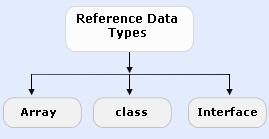 Reference Data
Types
Array
class
Interface